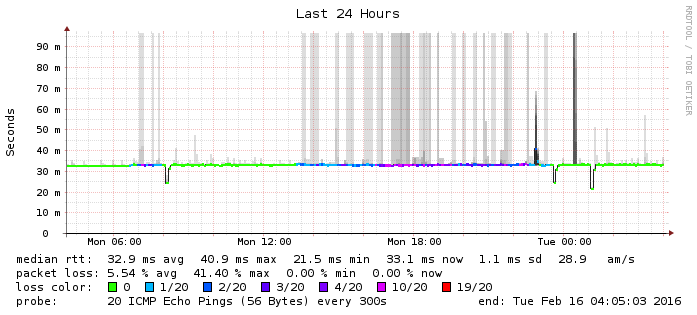 Last 24 Hours
RRDTOOL / TOBI OETIKER
Seconds
90 m
80 m
70 m
60 m
50 m
40 m
30 m
20 m
10 m
0
Mon 06:00 Mon 12:00 Mon 18:00 Tue 00:00
median rtt: 32.9 ms avg 40.9 ms max 21.5 ms min 33.1 ms now 1.1 ms sd 28.9 am/s
packet loss: 5.54 % avg 41.40 % max 0.00 % min 0.00 % now
loss color: 0 1/20 2/20 3/20 4/20 10/20 19/20
probe: 20 ICMP Echo Pings (56 Bytes) every 300s end: Tue Feb 16 04:05:03 2016